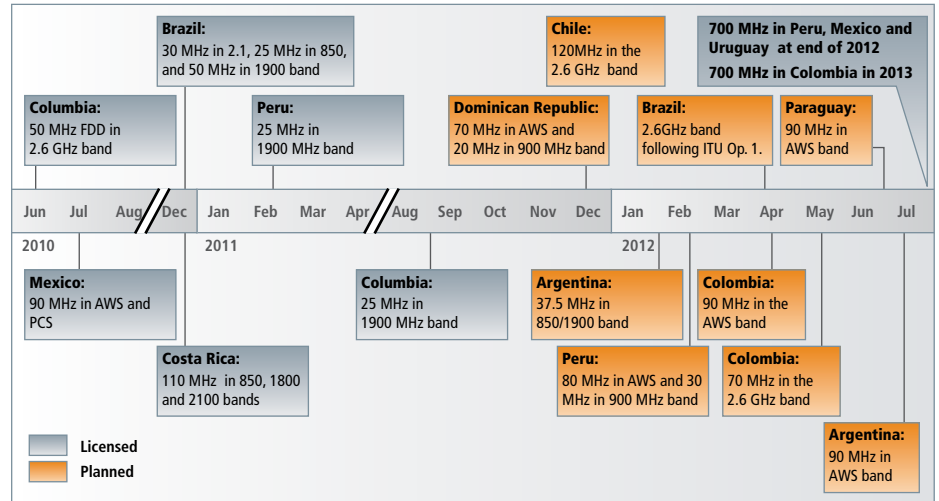 Brazil:
30 MHz in 2.1, 25 MHz in 850,
and 50 MHz in 1900 band
Chile:
120MHz in the
2.6 GHz band
700 MHz in Peru, Mexico and
Uruguay at end of 2012
700 MHz in Colombia in 2013
Columbia:
50 MHz FDD in
2.6 GHz band
Peru:
25 MHz in
1900 MHz band
Dominican Republic:
70 MHz in AWS and
20 MHz in 900 MHz band
Brazil:
2.6GHz band
following ITU Op. 1.
Paraguay:
90 MHz in
AWS band
Jun Jul Aug Dec Jan Feb Mar Apr Aug Sep Oct Nov Dec Jan Feb Mar Apr May Jun Jul
2010 2011 2012
Mexico:
90 MHz in AWS and
PCS
Columbia:
25 MHz in
1900 MHz band
Argentina:
37.5 MHz in
850/1900 band
Colombia:
90 MHz in the
AWS band
Costa Rica:
110 MHz in 850, 1800
and 2100 bands
Peru:
80 MHz in AWS and 30
MHz in 900 MHz band
Colombia:
70 MHz in the
2.6 GHz band
Argentina:
90 MHz in
AWS band
Licensed
Planned